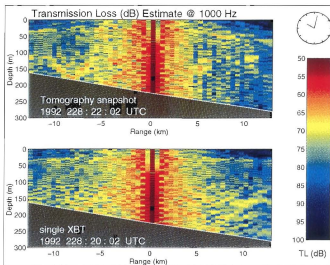 Transmission Loss (dB) Estimate @ 1000 Hz
Depth (m)
0
50
100
150
200
250
300
Tomography snapshot
1992 228 : 22 : 02 UTC
−10 −5 0 5 10
Range (km)
Depth (m)
0
50
100
150
200
250
300
single XBT
1992 228 : 20 : 02 UTC
−10 −5 0 5 10
Range (km)
50
55
60
65
70
75
80
85
90
95
100
TL (dB)